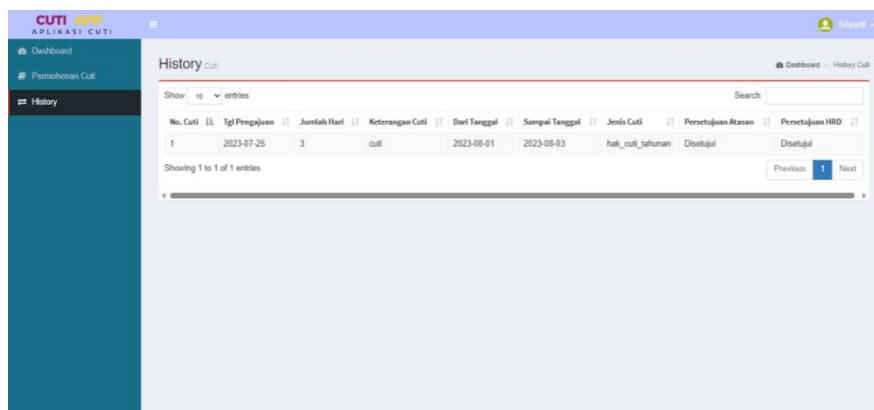 CUTI APP
APLIKASI CUTI
Sriyanti
Dashboard
Permohonan Cuti
History
History Cuti
Dashboard > History Cuti
Show 10 entries
Search:
No. Cuti Tgl Pengajuan Jumlah Hari Keterangan Cuti Dari Tanggal Sampai Tanggal Jenis Cuti Persetujuan Atasan Persetujuan HRD
1 2023-07-25 3 cuti 2023-08-01 2023-08-03 hak_cuti_tahunan Disetujui Disetujui
Showing 1 to 1 of 1 entries
Previous 1 Next